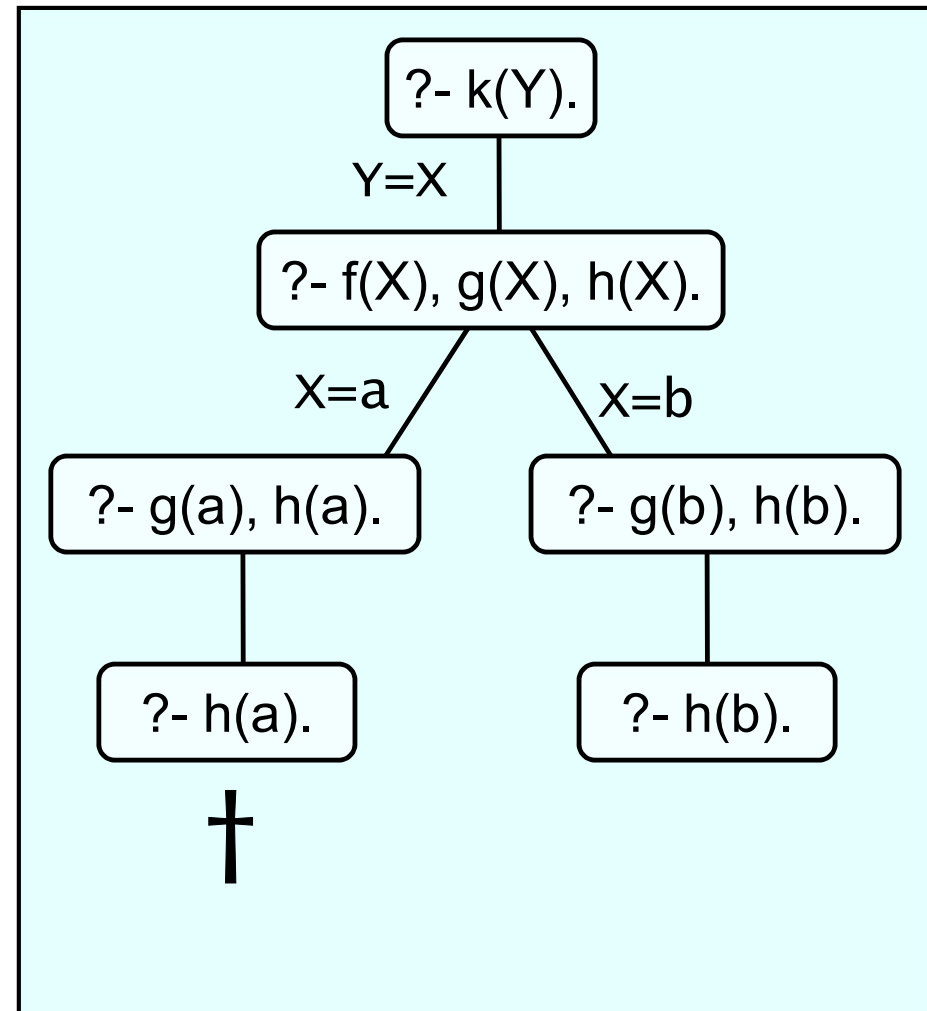 ?- k(Y).
Y=X
?- f(X), g(X), h(X).
X=a
X=b
?- g(a), h(a).
?- g(b), h(b).
?- h(a).
?- h(b).
†